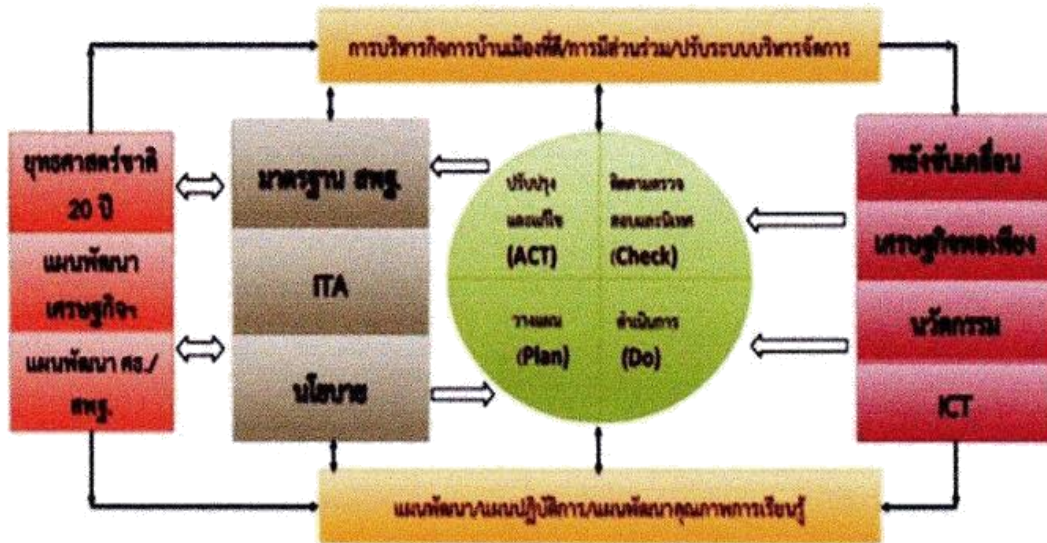 การบริหารกิจการบ้านเมืองที่ดี/การมีส่วนร่วม/ปรับระบบบริหารจัดการ
ยุทธศาสตร์ชาติ
20 ปี
แผนพัฒนา
เศรษฐกิจฯ
แผนพัฒนา ศธ./
สพฐ.
มาตรฐาน สพฐ.
ITA
นโยบาย
ปรับปรุง
และแก้ไข
(ACT)
ติดตามตรวจ
สอบและนิเทศ
(Check)
วางแผน
(Plan)
ดำเนินการ
(Do)
พลังขับเคลื่อน
เศรษฐกิจพอเพียง
นวัตกรรม
ICT
แผนพัฒนา/แผนปฏิบัติการ/แผนพัฒนาคุณภาพการเรียนรู้